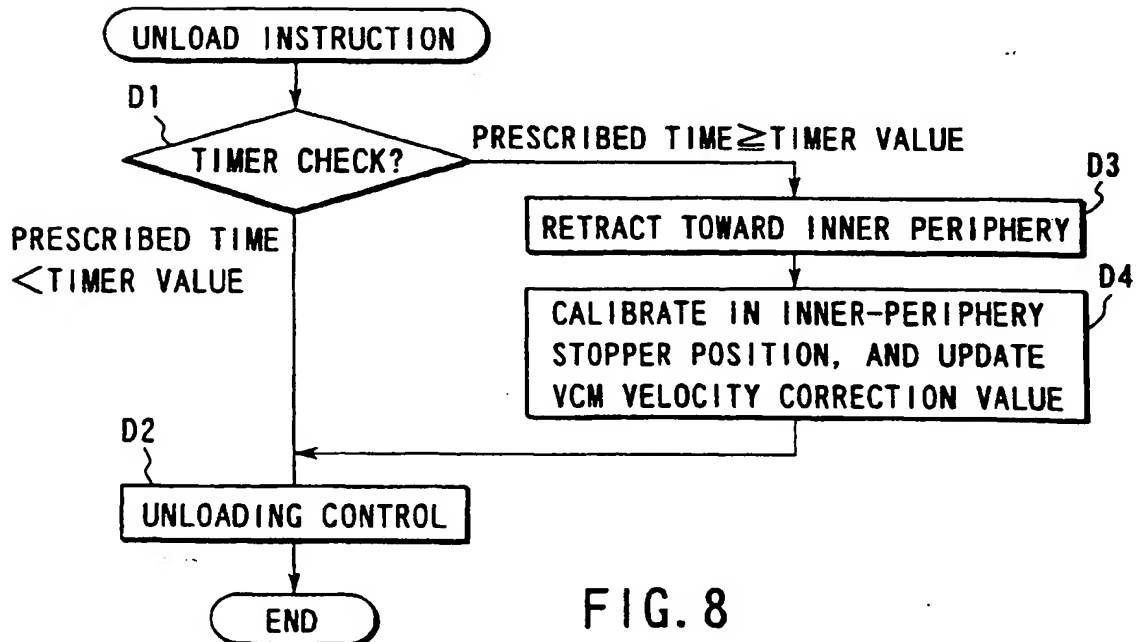 UNLOAD INSTRUCTION
D1
TIMER CHECK?
PRESCRIBED TIME≧TIMER VALUE
D3
RETRACT TOWARD INNER PERIPHERY
PRESCRIBED TIME
<TIMER VALUE
D4
CALIBRATE IN INNER-PERIPHERY
STOPPER POSITION, AND UPDATE
VCM VELOCITY CORRECTION VALUE
D2
UNLOADING CONTROL
END
FIG. 8